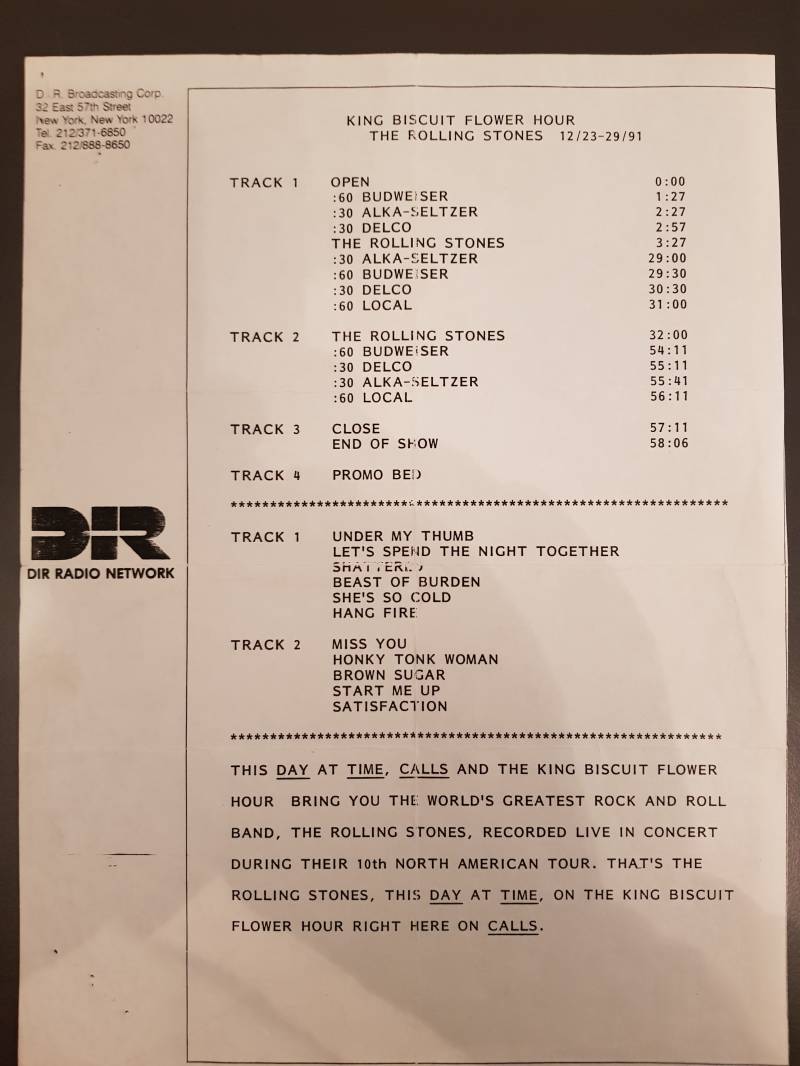 D. R. Broadcasting Corp.
32 East 57th Street
New York, New York 10022
Tel. 212/371-6850
Fax. 212/888-8650
KING BISCUIT FLOWER HOUR
THE ROLLING STONES 12/23-29/91
TRACK 1 OPEN 0:00
:60 BUDWEISER 1:27
:30 ALKA-SELTZER 2:27
:30 DELCO 2:57
THE ROLLING STONES 3:27
:30 ALKA-SELTZER 29:00
:60 BUDWEISER 29:30
:30 DELCO 30:30
:60 LOCAL 31:00
TRACK 2 THE ROLLING STONES 32:00
:60 BUDWEISER 54:11
:30 DELCO 55:11
:30 ALKA-SELTZER 55:41
:60 LOCAL 56:11
TRACK 3 CLOSE 57:11
END OF SHOW 58:06
TRACK 4 PROMO BED
****************************************************************
DIR
DIR RADIO NETWORK
TRACK 1 UNDER MY THUMB
LET'S SPEND THE NIGHT TOGETHER
SHATTERED
BEAST OF BURDEN
SHE'S SO COLD
HANG FIRE
TRACK 2 MISS YOU
HONKY TONK WOMAN
BROWN SUGAR
START ME UP
SATISFACTION
***************************************************************
THIS DAY AT TIME, CALLS AND THE KING BISCUIT FLOWER
HOUR BRING YOU THE WORLD'S GREATEST ROCK AND ROLL
BAND, THE ROLLING STONES, RECORDED LIVE IN CONCERT
DURING THEIR 10th NORTH AMERICAN TOUR. THAT'S THE
ROLLING STONES, THIS DAY AT TIME, ON THE KING BISCUIT
FLOWER HOUR RIGHT HERE ON CALLS.